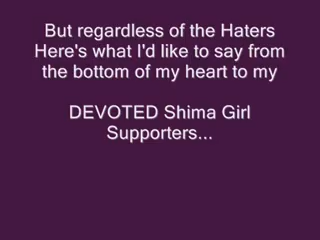 But regardless of the Haters
Here's what I'd like to say from
the bottom of my heart to my
DEVOTED Shima Girl
Supporters...